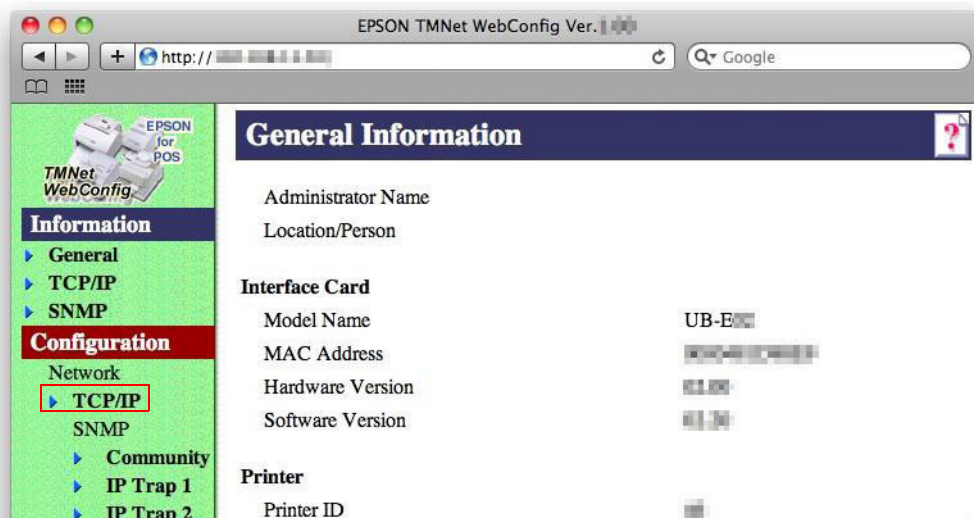 EPSON TMNet WebConfig Ver.
http://
Google
EPSON
for
POS
TMNet
WebConfig
Information
General
TCP/IP
SNMP
Configuration
Network
TCP/IP
SNMP
Community
IP Trap 1
IP Trap 2
General Information
?
Administrator Name
Location/Person
Interface Card
Model Name UB-E
MAC Address
Hardware Version
Software Version
Printer
Printer ID